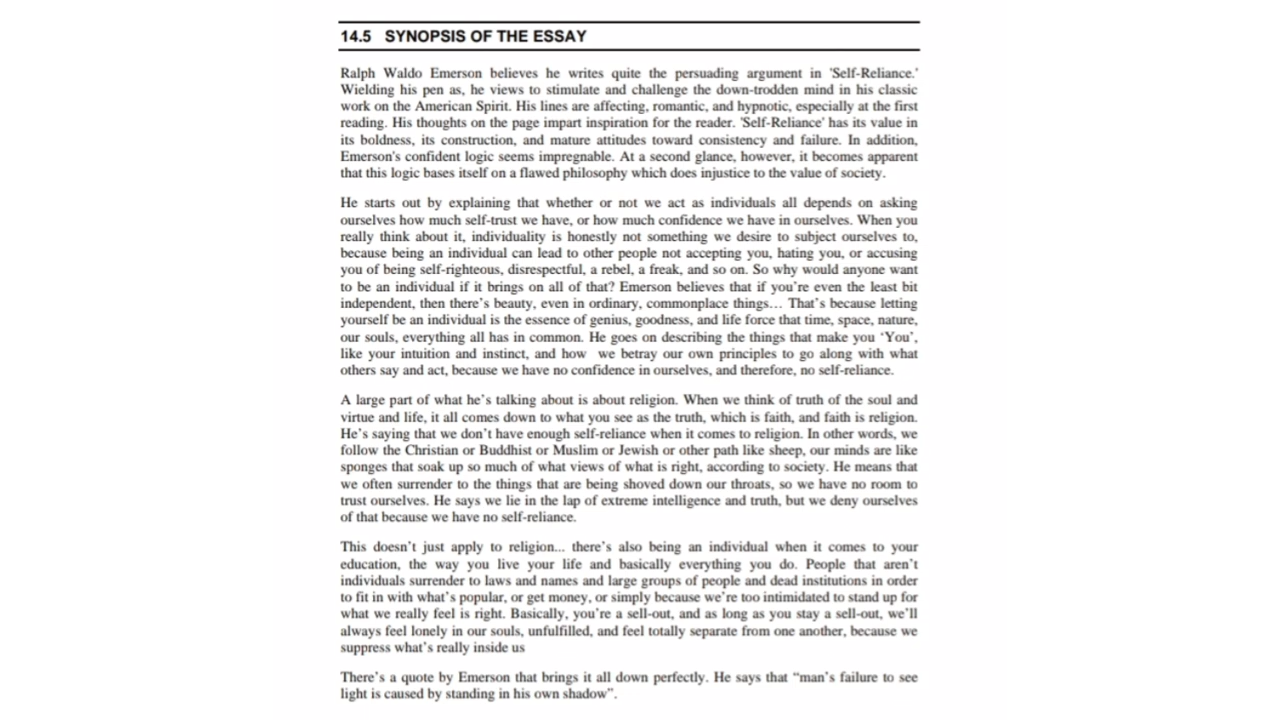 14.5 SYNOPSIS OF THE ESSAY
Ralph Waldo Emerson believes he writes quite the persuading argument in 'Self-Reliance.'
Wielding his pen as, he views to stimulate and challenge the down-trodden mind in his classic
work on the American Spirit. His lines are affecting, romantic, and hypnotic, especially at the first
reading. His thoughts on the page impart inspiration for the reader. 'Self-Reliance' has its value in
its boldness, its construction, and mature attitudes toward consistency and failure. In addition,
Emerson's confident logic seems impregnable. At a second glance, however, it becomes apparent
that this logic bases itself on a flawed philosophy which does injustice to the value of society.
He starts out by explaining that whether or not we act as individuals all depends on asking
ourselves how much self-trust we have, or how much confidence we have in ourselves. When you
really think about it, individuality is honestly not something we desire to subject ourselves to,
because being an individual can lead to other people not accepting you, hating you, or accusing
you of being self-righteous, disrespectful, a rebel, a freak, and so on. So why would anyone want
to be an individual if it brings on all of that? Emerson believes that if you're even the least bit
independent, then there's beauty, even in ordinary, commonplace things… That's because letting
yourself be an individual is the essence of genius, goodness, and life force that time, space, nature,
our souls, everything all has in common. He goes on describing the things that make you 'You',
like your intuition and instinct, and how we betray our own principles to go along with what
others say and act, because we have no confidence in ourselves, and therefore, no self-reliance.
A large part of what he's talking about is about religion. When we think of truth of the soul and
virtue and life, it all comes down to what you see as the truth, which is faith, and faith is religion.
He's saying that we don't have enough self-reliance when it comes to religion. In other words, we
follow the Christian or Buddhist or Muslim or Jewish or other path like sheep, our minds are like
sponges that soak up so much of what views of what is right, according to society. He means that
we often surrender to the things that are being shoved down our throats, so we have no room to
trust ourselves. He says we lie in the lap of extreme intelligence and truth, but we deny ourselves
of that because we have no self-reliance.
This doesn't just apply to religion... there's also being an individual when it comes to your
education, the way you live your life and basically everything you do. People that aren't
individuals surrender to laws and names and large groups of people and dead institutions in order
to fit in with what's popular, or get money, or simply because we're too intimidated to stand up for
what we really feel is right. Basically, you're a sell-out, and as long as you stay a sell-out, we'll
always feel lonely in our souls, unfulfilled, and feel totally separate from one another, because we
suppress what's really inside us
There's a quote by Emerson that brings it all down perfectly. He says that "man's failure to see
light is caused by standing in his own shadow".